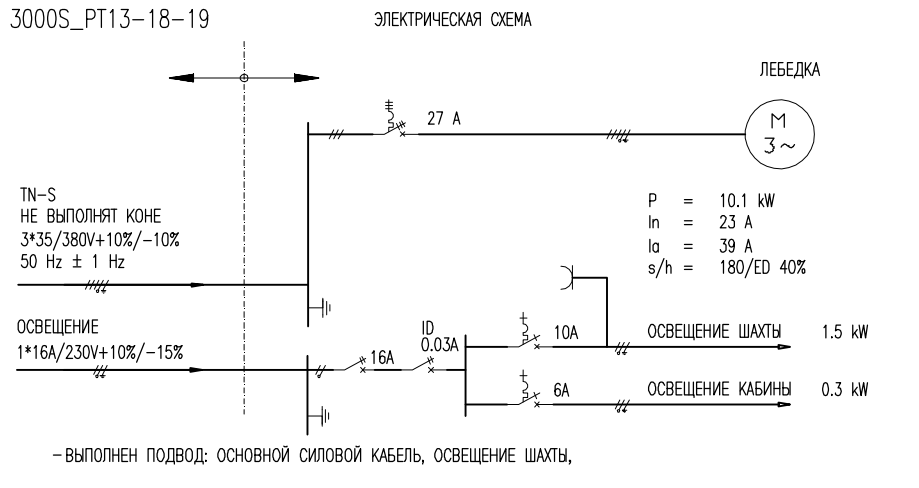 3000S_PT13-18-19
ЭЛЕКТРИЧЕСКАЯ СХЕМА
ЛЕБЕДКА
27 A
M
3~
TN-S
НЕ ВЫПОЛНЯТ КОНЕ
3*35/380V+10%/-10%
50 Hz ± 1 Hz
P = 10.1 kW
In = 23 A
Ia = 39 A
s/h = 180/ED 40%
ОСВЕЩЕНИЕ
1*16A/230V+10%/-15%
16A
ID
0.03A
10A
ОСВЕЩЕНИЕ ШАХТЫ 1.5 kW
6A
ОСВЕЩЕНИЕ КАБИНЫ 0.3 kW
-ВЫПОЛНЕН ПОДВОД: ОСНОВНОЙ СИЛОВОЙ КАБЕЛЬ, ОСВЕЩЕНИЕ ШАХТЫ,